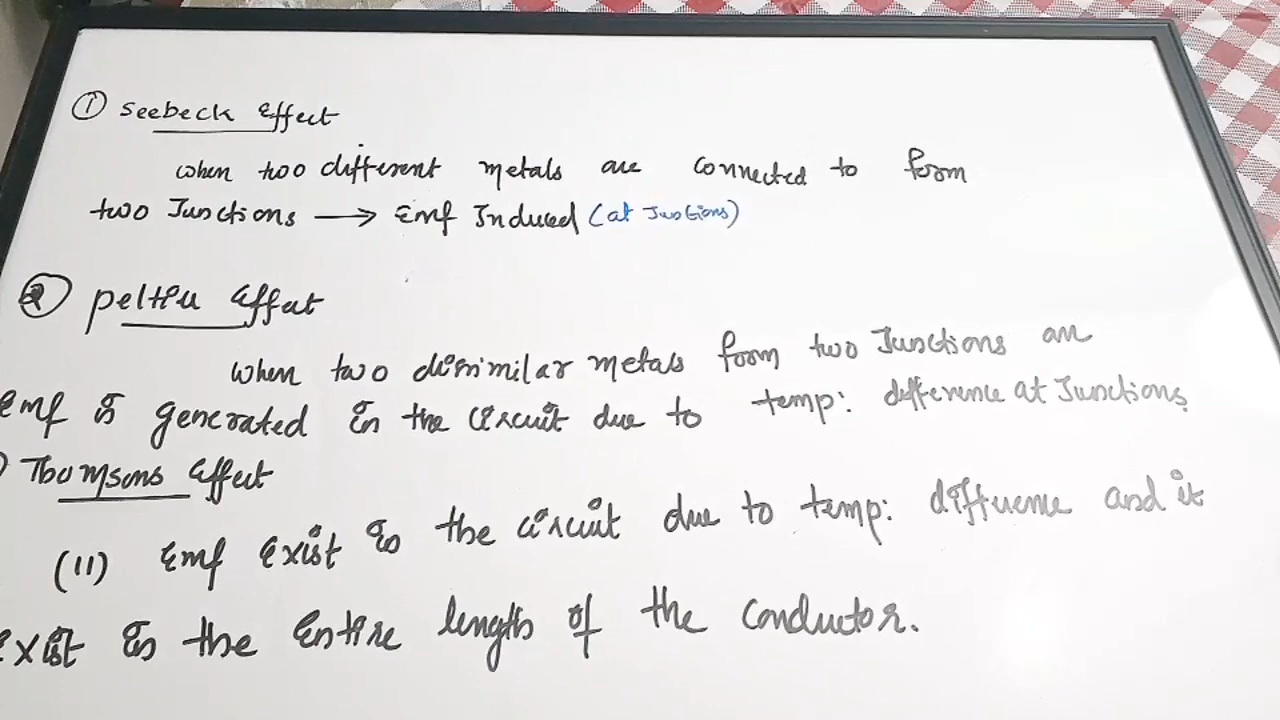 ① Seebeck Effect
when two different metals are connected to form
two Junctions → Emf Induced (at Juctions)
② peltier Effect
when two dissimilar metals form two Junctions an
Emf is generated in the circuit due to temp: difference at Junctions
) Thomsons Effect
(11) Emf Exist in the circuit due to temp: difference and it
Exist in the Entire length of the conductor.